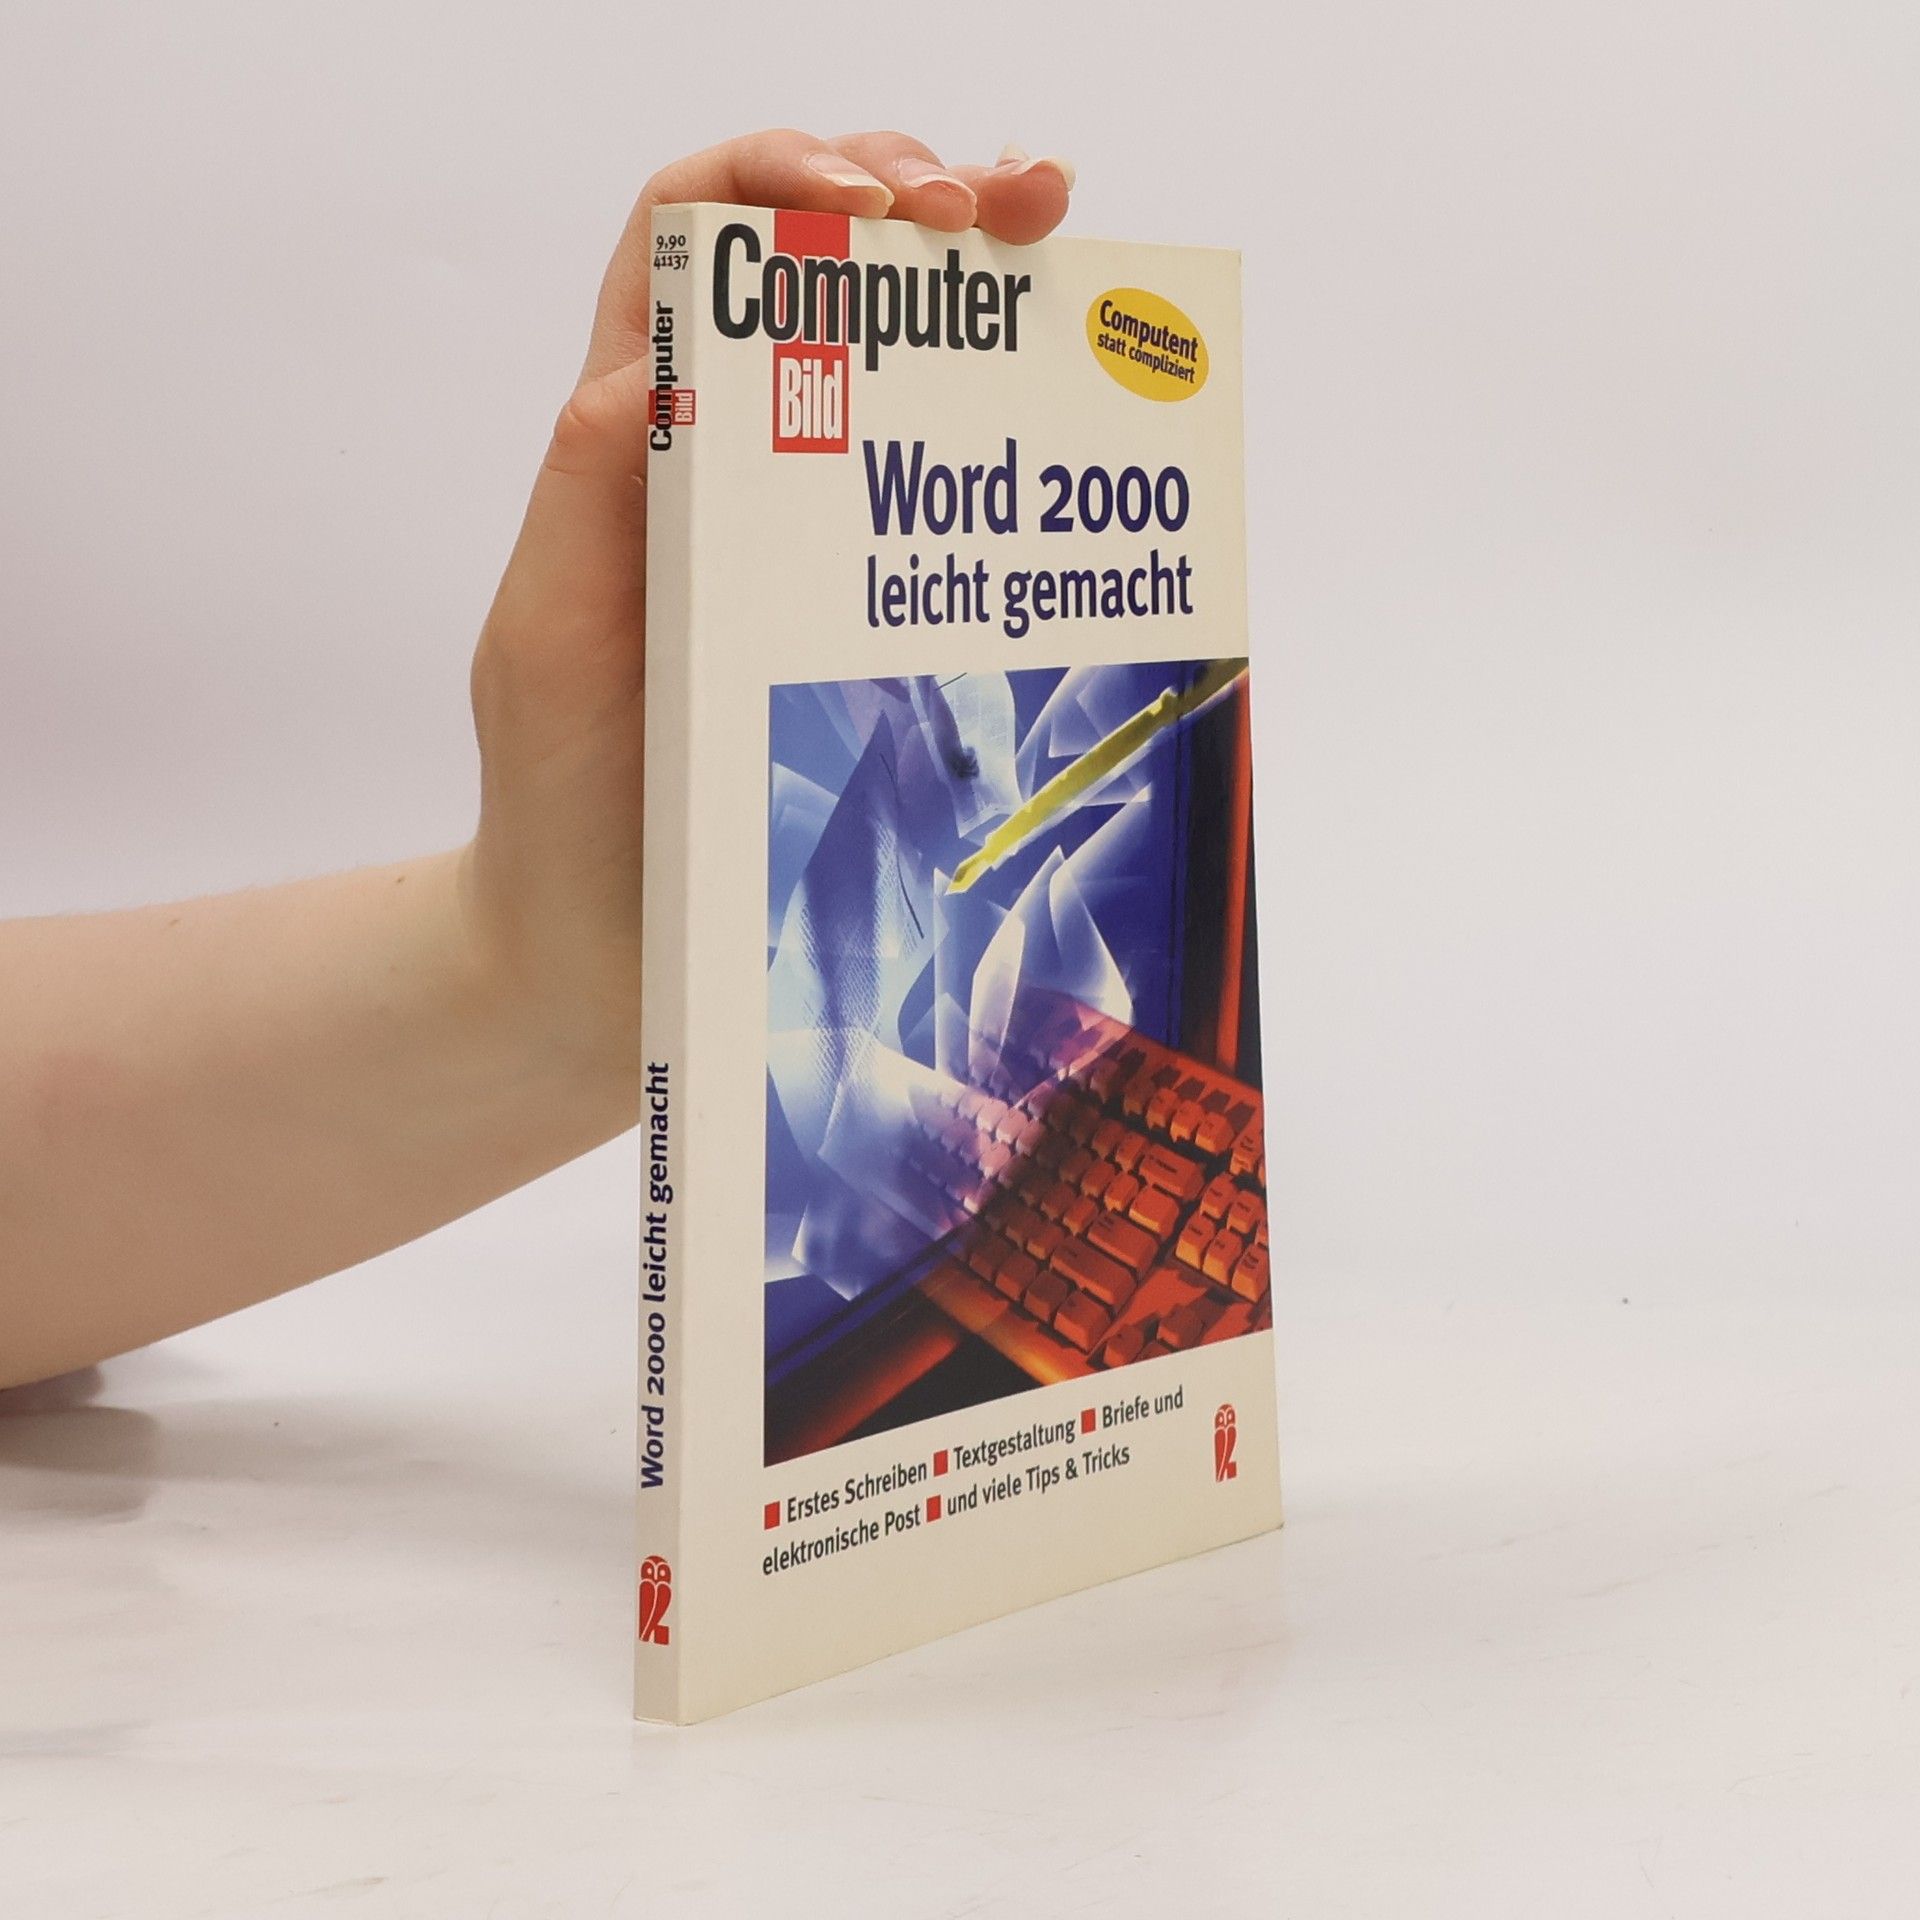 9,90
41137
Computer
Bild
Word 2000 leicht gemacht
Computer
Bild
Computent
statt compliziert
Word 2000
leicht gemacht
■ Erstes Schreiben ■ Textgestaltung ■ Briefe und
elektronische Post ■ und viele Tips & Tricks